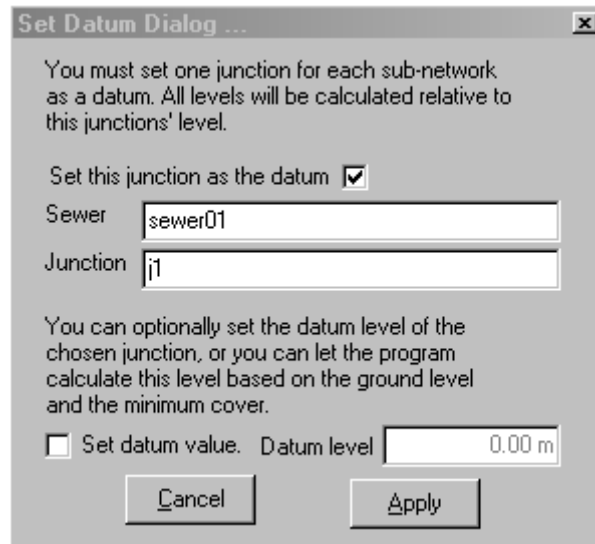 Set Datum Dialog ...
You must set one junction for each sub-network
as a datum. All levels will be calculated relative to
this junctions' level.
Set this junction as the datum
Sewer sewer01
Junction j1
You can optionally set the datum level of the
chosen junction, or you can let the program
calculate this level based on the ground level
and the minimum cover.
Set datum value. Datum level 0.00 m
Cancel Apply